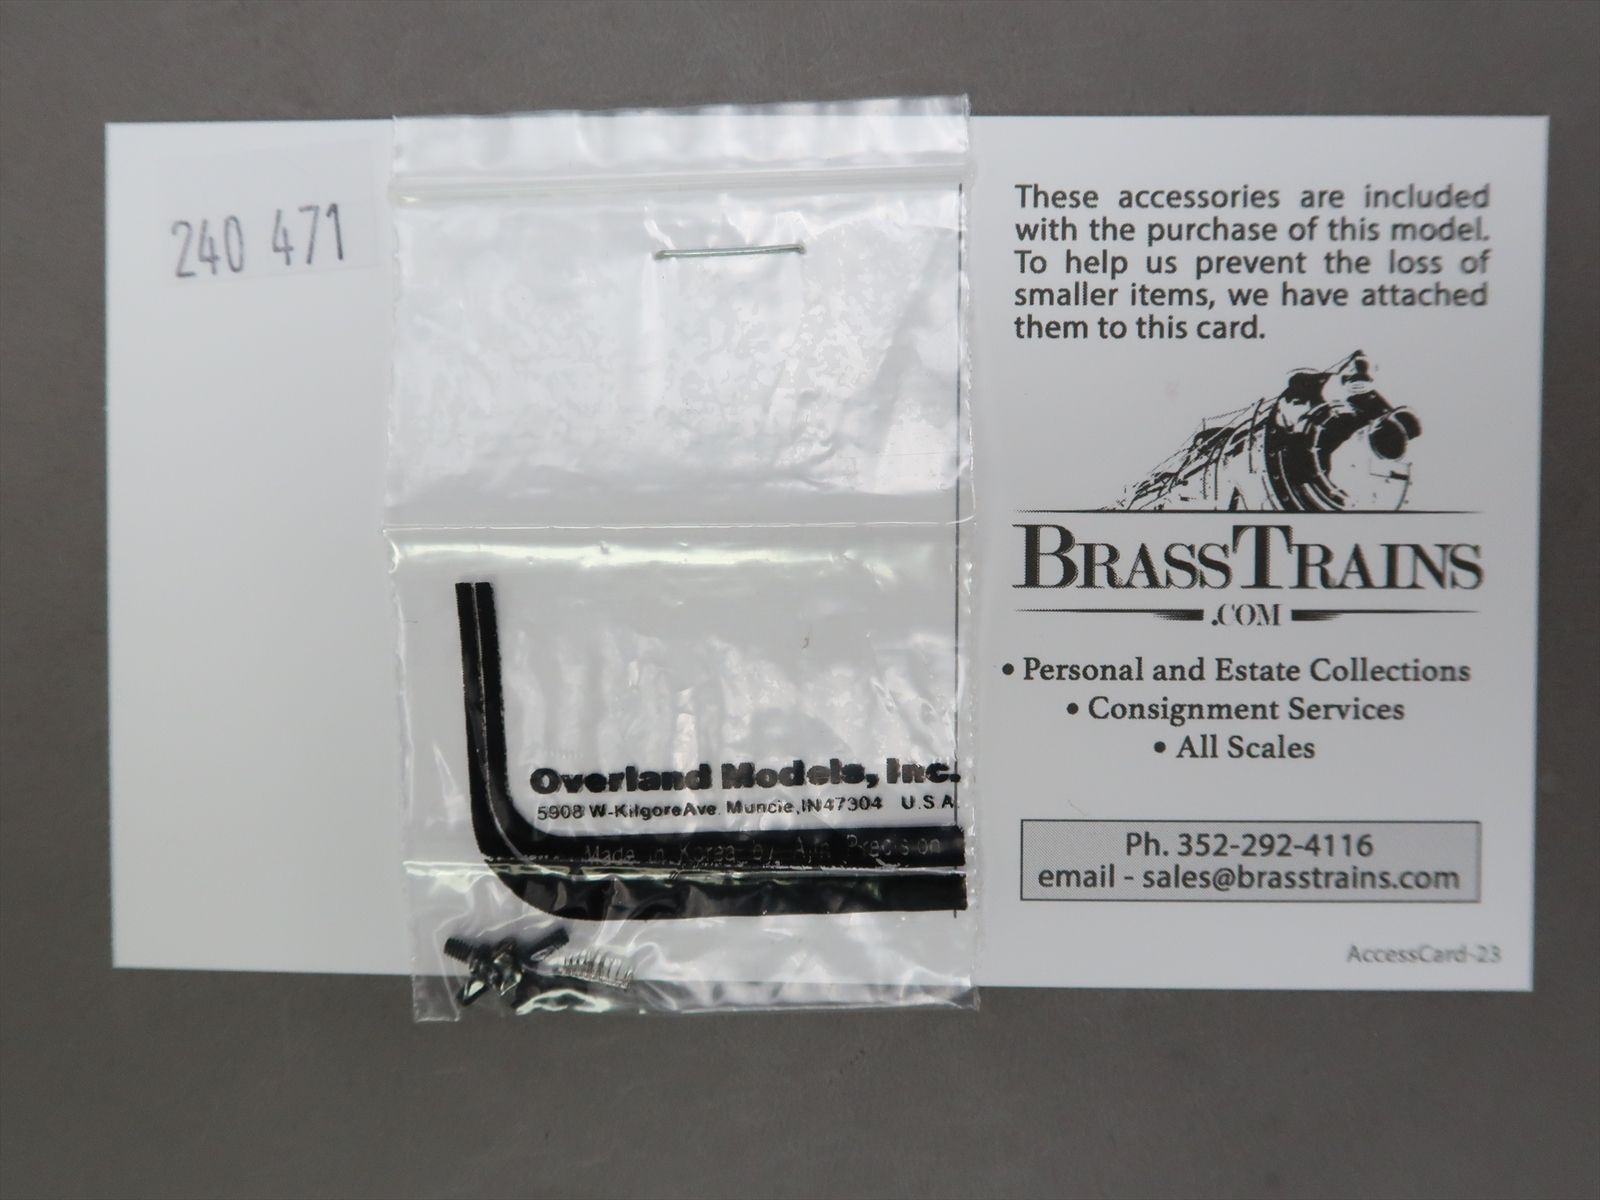 240 471
These accessories are included
with the purchase of this model.
To help us prevent the loss of
smaller items, we have attached
them to this card.
BRASSTRAINS
.COM
• Personal and Estate Collections
• Consignment Services
• All Scales
Ph. 352-292-4116
email - sales@brasstrains.com
AccessCard-23
Overland Models, Inc.
5908 W-Kilgore Ave. Muncie, IN 47304 U.S.A.
Made in Korea By Ajin Precision